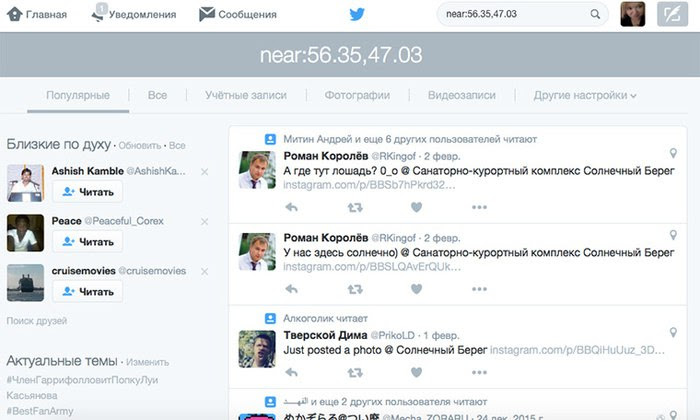 Главная 1 Уведомления Сообщения near:56.35,47.03
near:56.35,47.03
Популярные Все Учётные записи Фотографии Видеозаписи Другие настройки
Близкие по духу · Обновить · Все
Ashish Kamble @AshishKa...
Читать
Peace @Peaceful_Corex
Читать
cruisemovies @cruisemovies
Читать
Поиск друзей
Актуальные темы · Изменить
#ЧленГаррифолловитПопкуЛуи
Касьянова
#BestFanArmy
Митин Андрей и еще 6 других пользователей читают
Роман Королёв @RKingof · 2 февр.
А где тут лошадь? 0_o @ Санаторно-курортный комплекс Солнечный Берег
instagram.com/p/BBSb7hPkrd32...
Роман Королёв @RKingof · 2 февр.
У нас здесь солнечно) @ Санаторно-курортный комплекс Солнечный Берег
instagram.com/p/BBSLQAvErQUk...
Алкоголик читает
Тверской Дима @PrikoLD · 1 февр.
Just posted a photo @ Солнечный Берег instagram.com/p/BBQiHuUuz_3D...
и еще 2 других пользователя читают
@Mecha_ZORARU · 24 дек. 2015 г.